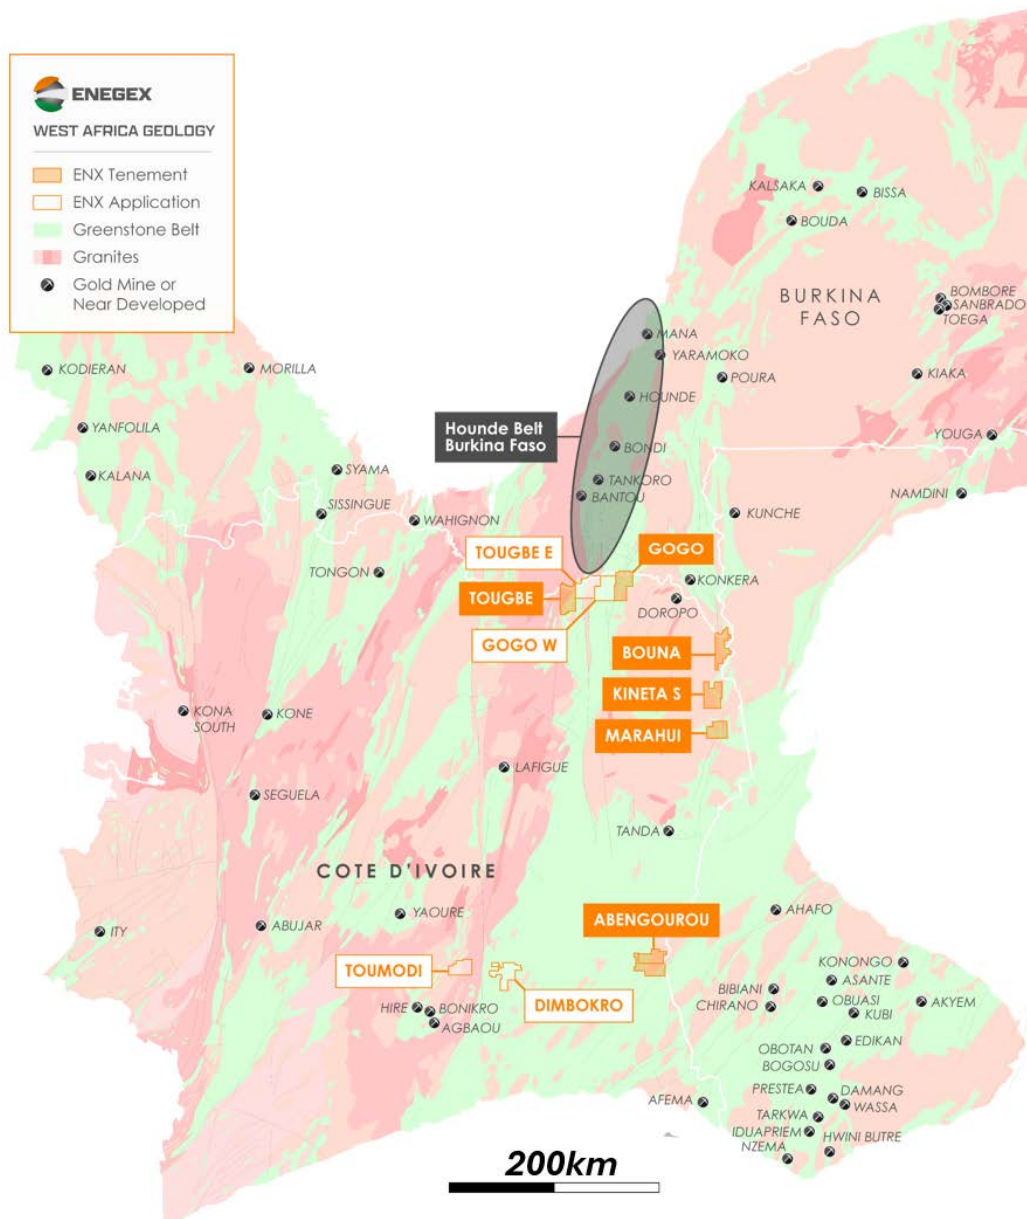 ENEGEX
WEST AFRICA GEOLOGY
ENX Tenement
ENX Application
Greenstone Belt
Granites
Gold Mine or
Near Developed
KALSAKA
BISSA
BOUDA
BURKINA
FASO
BOMBORE
SANBRADO
TOEGA
MANA
YARAMOKO
KODIERAN
MORILLA
POURA
KIAKA
HOUNDE
YANFOLILA
Hounde Belt
Burkina Faso
BONDI
YOUGA
KALANA
SYAMA
TANKORO
BANTOU
NAMDINI
SISSINGUE
WAHIGNON
KUNCHE
TOUGBE E
GOGO
TONGON
KONKERA
TOUGBE
DOROPO
GOGO W
BOUNA
KINETA S
KONA
SOUTH
KONE
MARAHUI
LAFIGUE
SEGUELA
TANDA
COTE D'IVOIRE
YAOURE
AHAFO
ABENGOUROU
ITY
ABUJAR
KONONGO
TOUMODI
ASANTE
BIBIANI
CHIRANO
OBUASI
AKYEM
DIMBOKRO
HIRE
BONIKRO
KUBI
AGBAOU
EDIKAN
OBOTAN
BOGOSU
PRESTEA
DAMANG
AFEMA
WASSA
TARKWA
IDUAPRIEM
HWINI BUTRE
NZEMA
200km